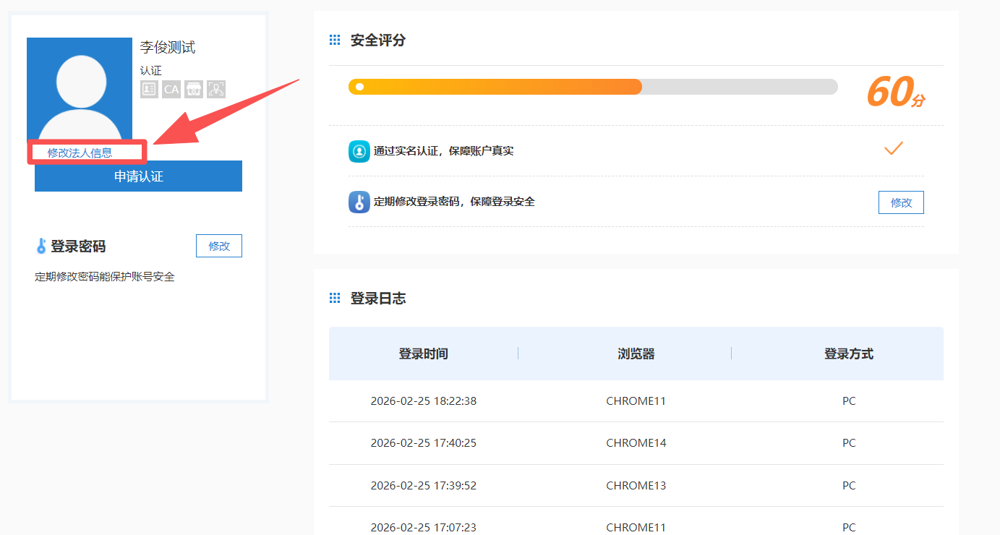 李俊测试
认证
CA
修改法人信息
申请认证
登录密码
修改
定期修改密码能保护账号安全
安全评分
60分
通过实名认证，保障账户真实
定期修改登录密码，保障登录安全
修改
登录日志
登录时间 浏览器 登录方式
2026-02-25 18:22:38 CHROME11 PC
2026-02-25 17:40:25 CHROME14 PC
2026-02-25 17:39:52 CHROME13 PC
2026-02-25 17:07:23 CHROME11 PC